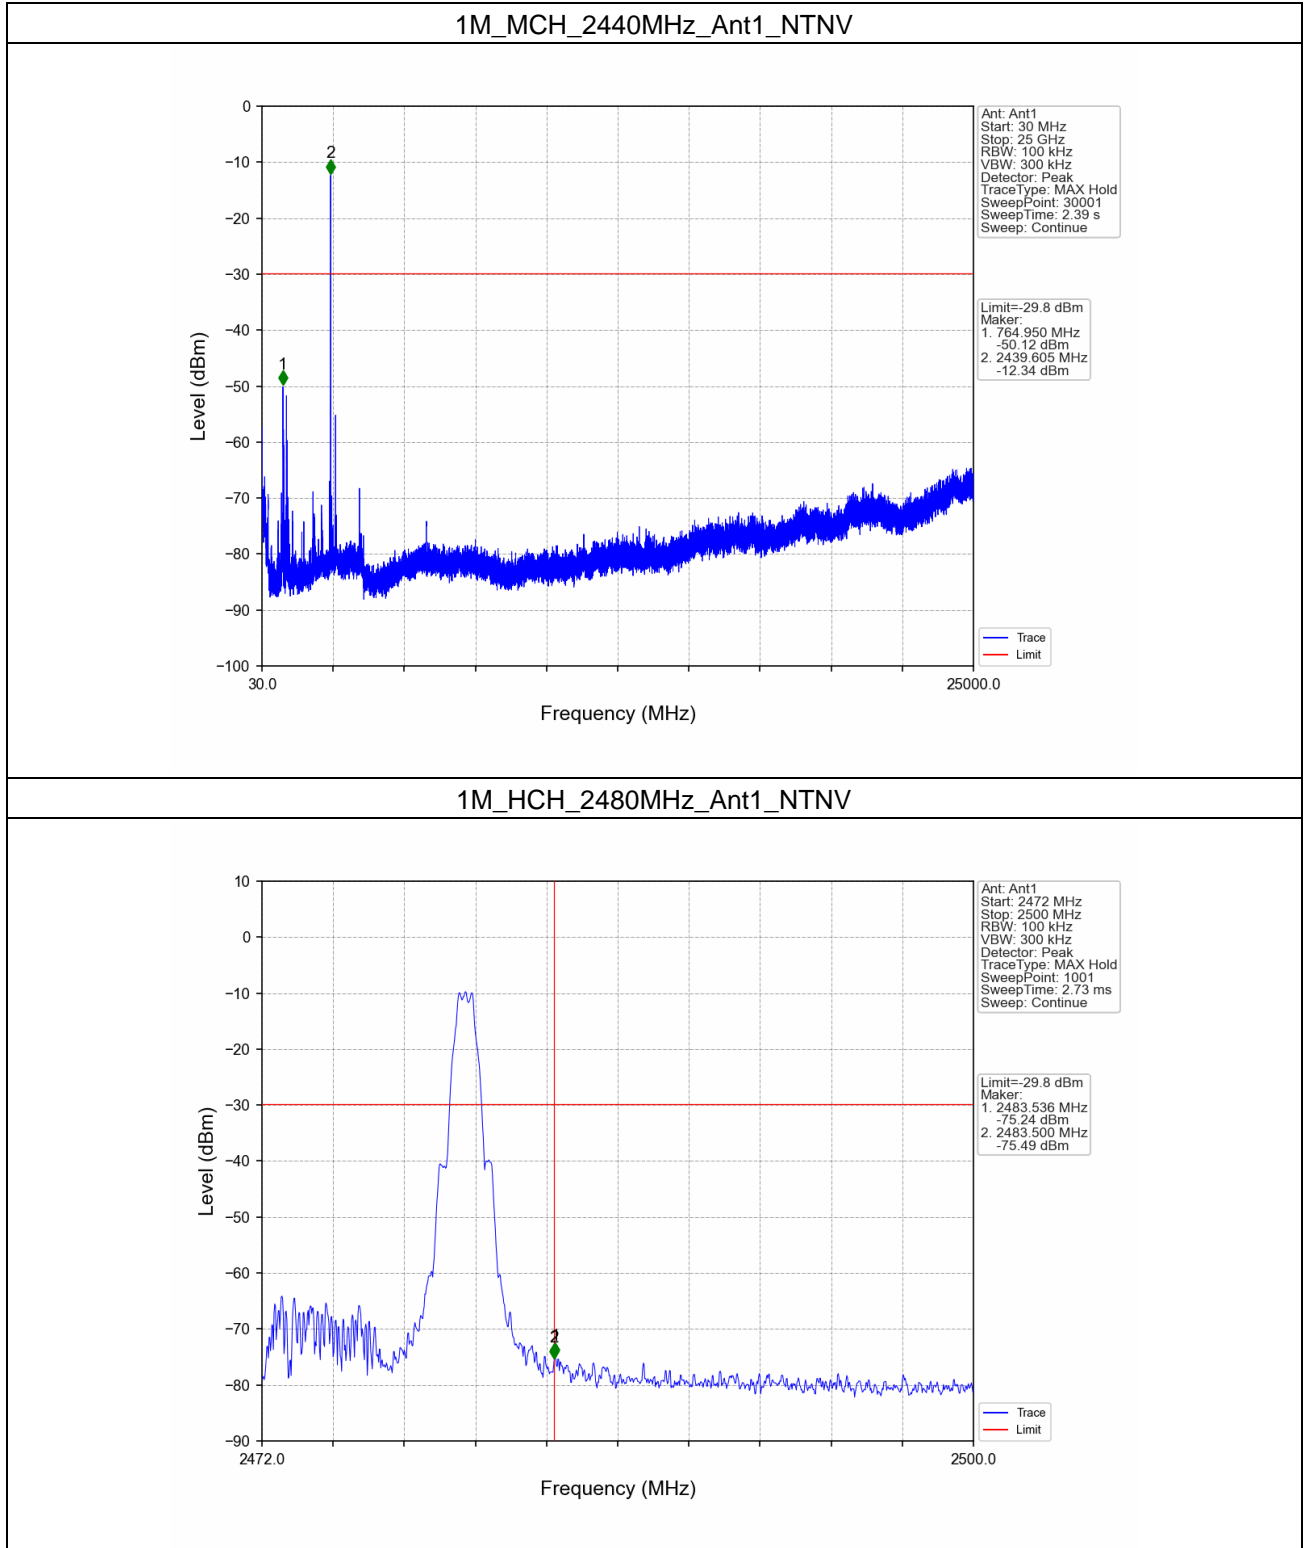 1M_MCH_2440MHz_Ant1_NTNV
0
−10
−20
−30
−40
−50
−60
−70
−80
−90
−100
Level (dBm)
1
2
30.0
25000.0
Frequency (MHz)
Ant: Ant1
Start: 30 MHz
Stop: 25 GHz
RBW: 100 kHz
VBW: 300 kHz
Detector: Peak
TraceType: MAX Hold
SweepPoint: 30001
SweepTime: 2.39 s
Sweep: Continue
Limit=-29.8 dBm
Maker:
1. 764.950 MHz
-50.12 dBm
2. 2439.605 MHz
-12.34 dBm
Trace
Limit
1M_HCH_2480MHz_Ant1_NTNV
10
0
−10
−20
−30
−40
−50
−60
−70
−80
−90
Level (dBm)
1
2
2472.0
2500.0
Frequency (MHz)
Ant: Ant1
Start: 2472 MHz
Stop: 2500 MHz
RBW: 100 kHz
VBW: 300 kHz
Detector: Peak
TraceType: MAX Hold
SweepPoint: 1001
SweepTime: 2.73 ms
Sweep: Continue
Limit=-29.8 dBm
Maker:
1. 2483.536 MHz
-75.24 dBm
2. 2483.500 MHz
-75.49 dBm
Trace
Limit